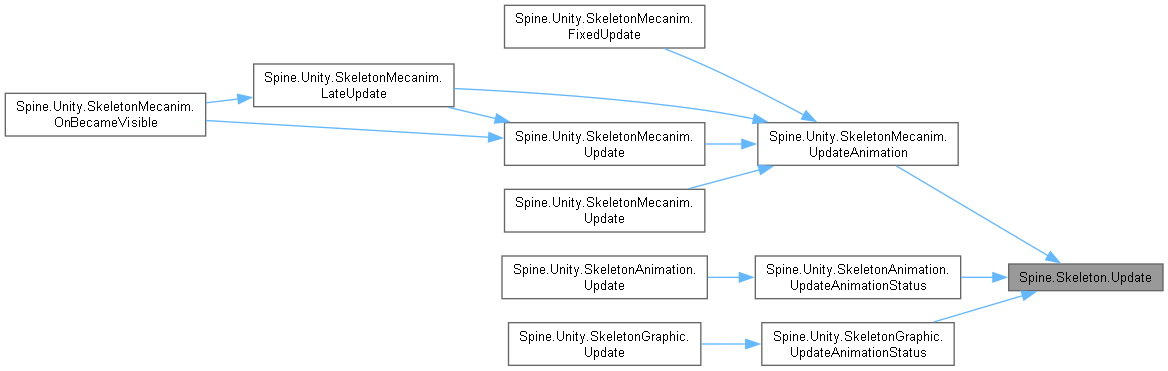 Spine.Unity.SkeletonMecanim.
FixedUpdate
Spine.Unity.SkeletonMecanim.
LateUpdate
Spine.Unity.SkeletonMecanim.
OnBecameVisible
Spine.Unity.SkeletonMecanim.
Update
Spine.Unity.SkeletonMecanim.
UpdateAnimation
Spine.Unity.SkeletonMecanim.
Update
Spine.Unity.SkeletonAnimation.
Update
Spine.Unity.SkeletonAnimation.
UpdateAnimationStatus
Spine.Skeleton.Update
Spine.Unity.SkeletonGraphic.
Update
Spine.Unity.SkeletonGraphic.
UpdateAnimationStatus